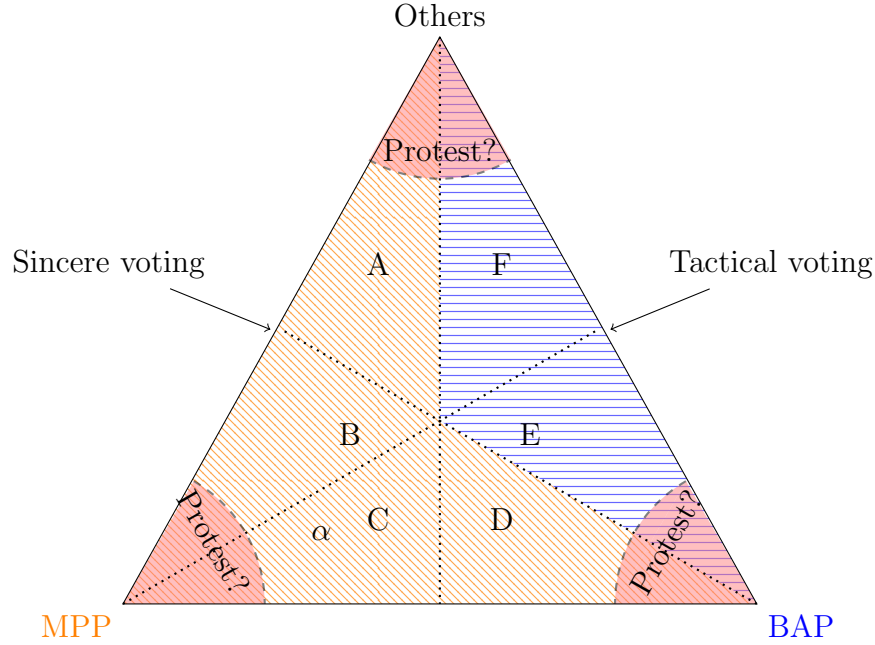 Others
Protest?
Sincere voting
A
F
Tactical voting
B
E
Protest?
α
C
D
Protest?
MPP
BAP